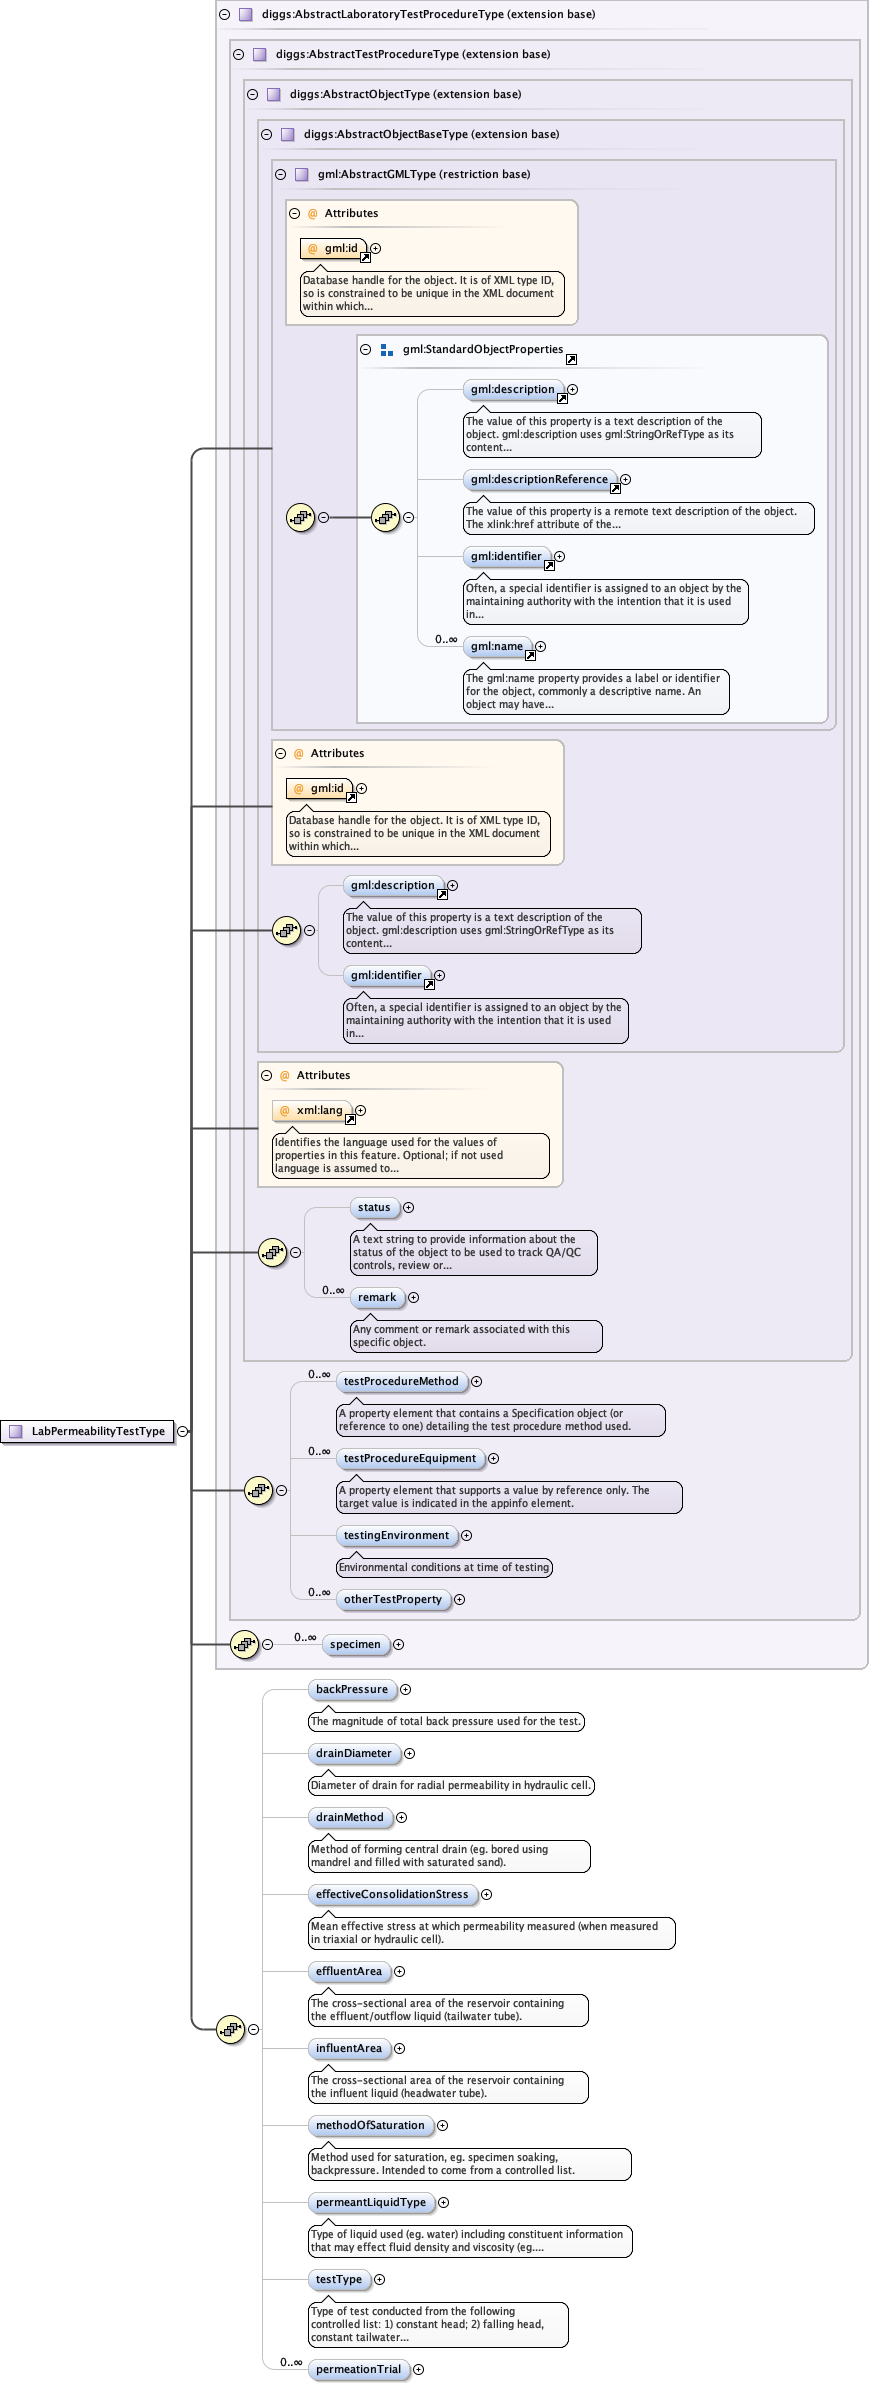 diggs:AbstractLaboratoryTestProcedureType (extension base)
diggs:AbstractTestProcedureType (extension base)
diggs:AbstractObjectType (extension base)
diggs:AbstractObjectBaseType (extension base)
gml:AbstractGMLType (restriction base)
@ Attributes
@ gml:id
Database handle for the object. It is of XML type ID,
so is constrained to be unique in the XML document
within which...
gml:StandardObjectProperties
gml:description
The value of this property is a text description of the
object. gml:description uses gml:StringOrRefType as its
content...
gml:descriptionReference
The value of this property is a remote text description of the object.
The xlink:href attribute of the...
gml:identifier
Often, a special identifier is assigned to an object by the
maintaining authority with the intention that it is used
in...
0..∞
gml:name
The gml:name property provides a label or identifier
for the object, commonly a descriptive name. An
object may have...
@ Attributes
@ gml:id
Database handle for the object. It is of XML type ID,
so is constrained to be unique in the XML document
within which...
gml:description
The value of this property is a text description of the
object. gml:description uses gml:StringOrRefType as its
content...
gml:identifier
Often, a special identifier is assigned to an object by the
maintaining authority with the intention that it is used
in...
@ Attributes
@ xml:lang
Identifies the language used for the values of
properties in this feature. Optional; if not used
language is assumed to...
status
A text string to provide information about the
status of the object to be used to track QA/QC
controls, review or...
0..∞
remark
Any comment or remark associated with this
specific object.
0..∞
testProcedureMethod
A property element that contains a Specification object (or
reference to one) detailing the test procedure method used.
LabPermeabilityTestType
0..∞
testProcedureEquipment
A property element that supports a value by reference only. The
target value is indicated in the appinfo element.
testingEnvironment
Environmental conditions at time of testing
0..∞
otherTestProperty
0..∞
specimen
backPressure
The magnitude of total back pressure used for the test.
drainDiameter
Diameter of drain for radial permeability in hydraulic cell.
drainMethod
Method of forming central drain (eg. bored using
mandrel and filled with saturated sand).
effectiveConsolidationStress
Mean effective stress at which permeability measured (when measured
in triaxial or hydraulic cell).
effluentArea
The cross-sectional area of the reservoir containing
the effluent/outflow liquid (tailwater tube).
influentArea
The cross-sectional area of the reservoir containing
the influent liquid (headwater tube).
methodOfSaturation
Method used for saturation, eg. specimen soaking,
backpressure. Intended to come from a controlled list.
permeantLiquidType
Type of liquid used (eg. water) including constituent information
that may effect fluid density and viscosity (eg....
testType
Type of test conducted from the following
controlled list: 1) constant head; 2) falling head,
constant tailwater...
0..∞
permeationTrial